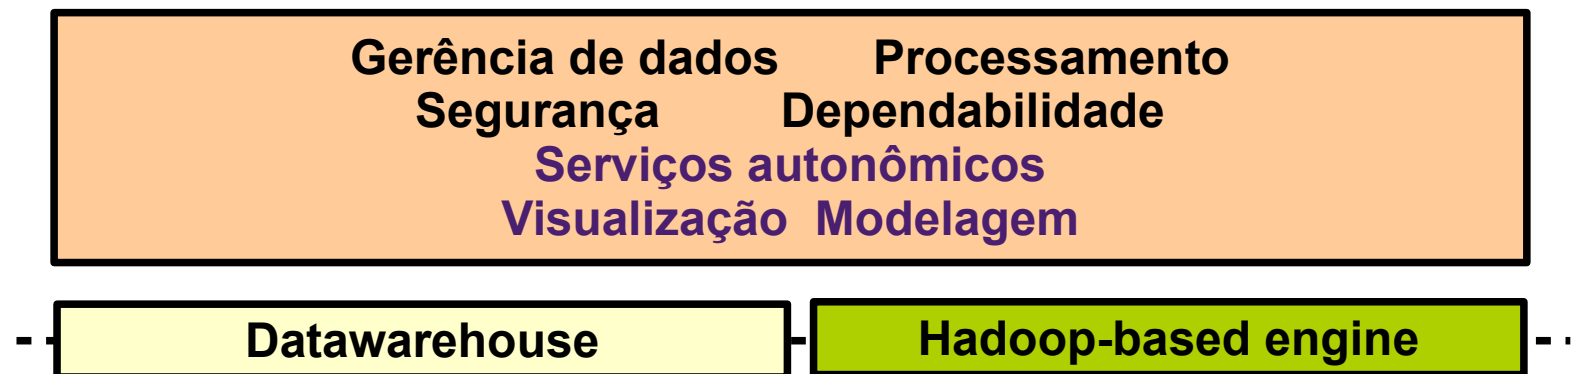 Gerência de dados Processamento
Segurança Dependabilidade
Serviços autonômicos
Visualização Modelagem
Datawarehouse Hadoop-based engine